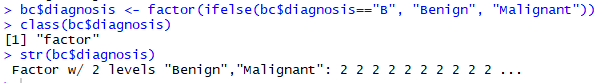 > bc$diagnosis <- factor(ifelse(bc$diagnosis=="B", "Benign", "Malignant"))
> class(bc$diagnosis)
[1] "factor"
> str(bc$diagnosis)
 Factor w/ 2 levels "Benign","Malignant": 2 2 2 2 2 2 2 2 2 2 ...